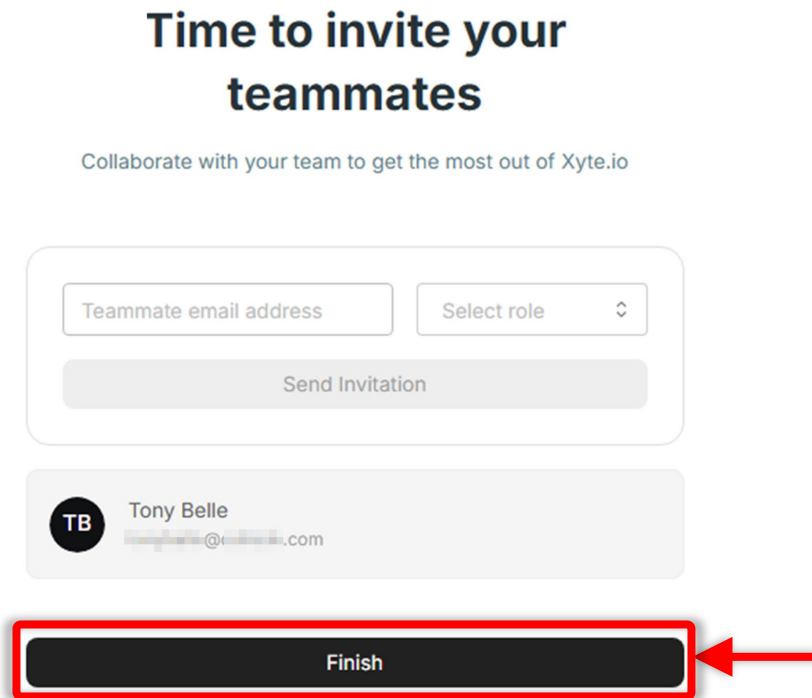 Time to invite your
teammates
Collaborate with your team to get the most out of Xyte.io
Teammate email address
Select role
Send Invitation
TB
Tony Belle
.com
Finish